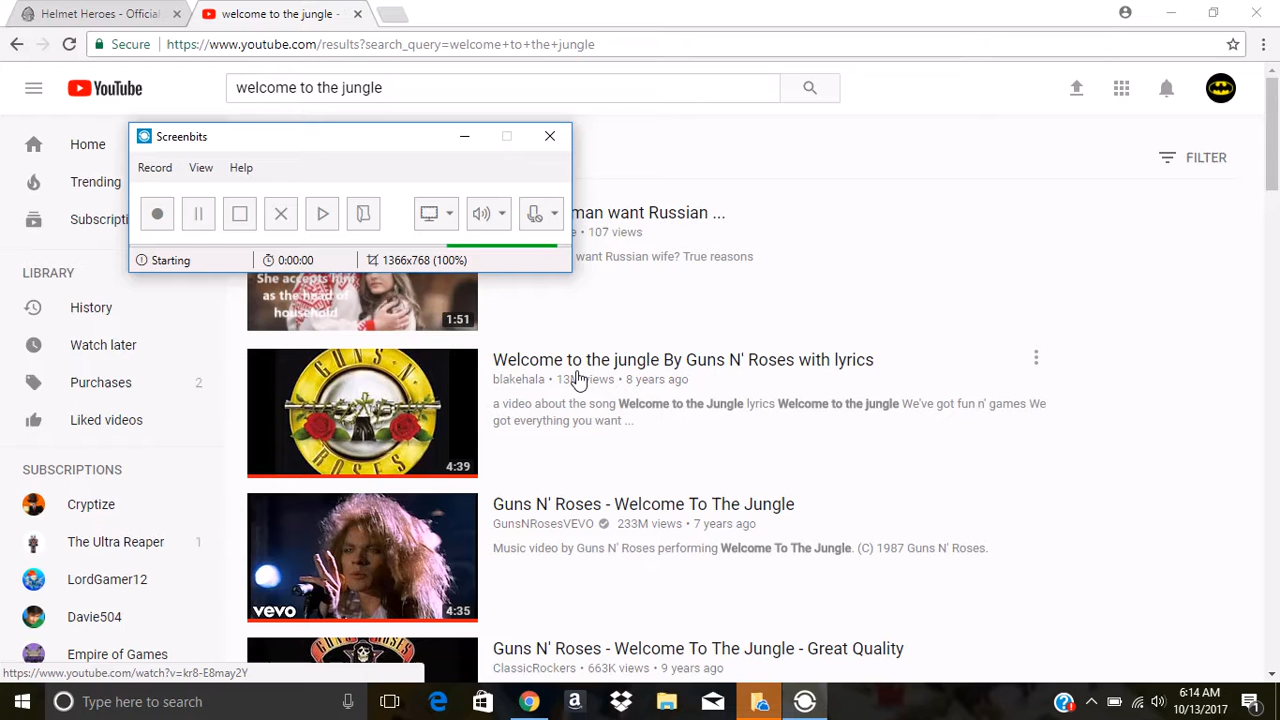 Helmet Heroes - Official
welcome to the jungle -
Secure
https://www.youtube.com/results?search_query=welcome+to+the+jungle
YouTube
welcome to the jungle
Screenbits
Record View Help
Starting 0:00:00 1366x768 (100%)
FILTER
Home
Trending
Subscripti
LIBRARY
History
Watch later
Purchases 2
Liked videos
SUBSCRIPTIONS
Cryptize
The Ultra Reaper 1
LordGamer12
Davie504
Empire of Games
man want Russian ...
• 107 views
want Russian wife? True reasons
She accepts him
as the head of
household
1:51
Welcome to the jungle By Guns N' Roses with lyrics
blakehala • 13M views • 8 years ago
a video about the song Welcome to the Jungle lyrics Welcome to the jungle We've got fun n' games We
got everything you want ...
GUNS N'
ROSES
4:39
Guns N' Roses - Welcome To The Jungle
GunsNRosesVEVO 233M views • 7 years ago
Music video by Guns N' Roses performing Welcome To The Jungle. (C) 1987 Guns N' Roses.
vevo
4:35
Guns N' Roses - Welcome To The Jungle - Great Quality
ClassicRockers • 663K views • 9 years ago
https://www.youtube.com/watch?v=kr8-E8may2Y
Type here to search
6:14 AM
10/13/2017
1